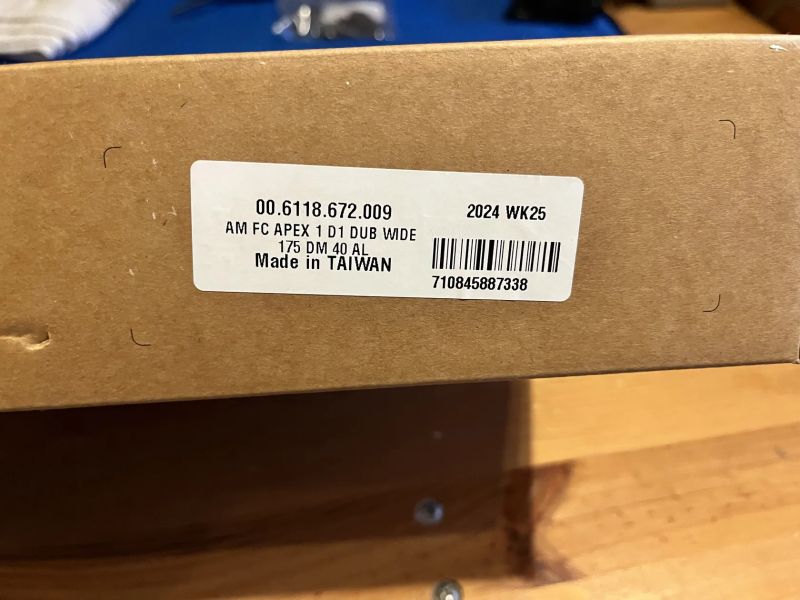 00.6118.672.009
2024 WK25
AM FC APEX 1 D1 DUB WIDE
175 DM 40 AL
Made in TAIWAN
710845887338